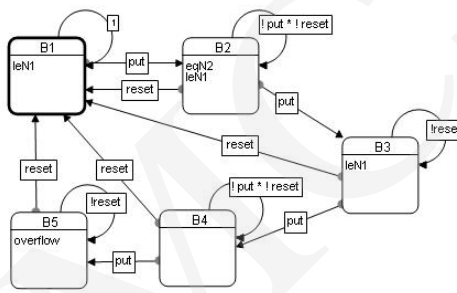 1
B1
leN1
put
reset
B2
eqN2
leN1
! put * ! reset
put
reset
B3
leN1
!reset
reset
reset
put
B5
overflow
!reset
put
B4
! put * ! reset